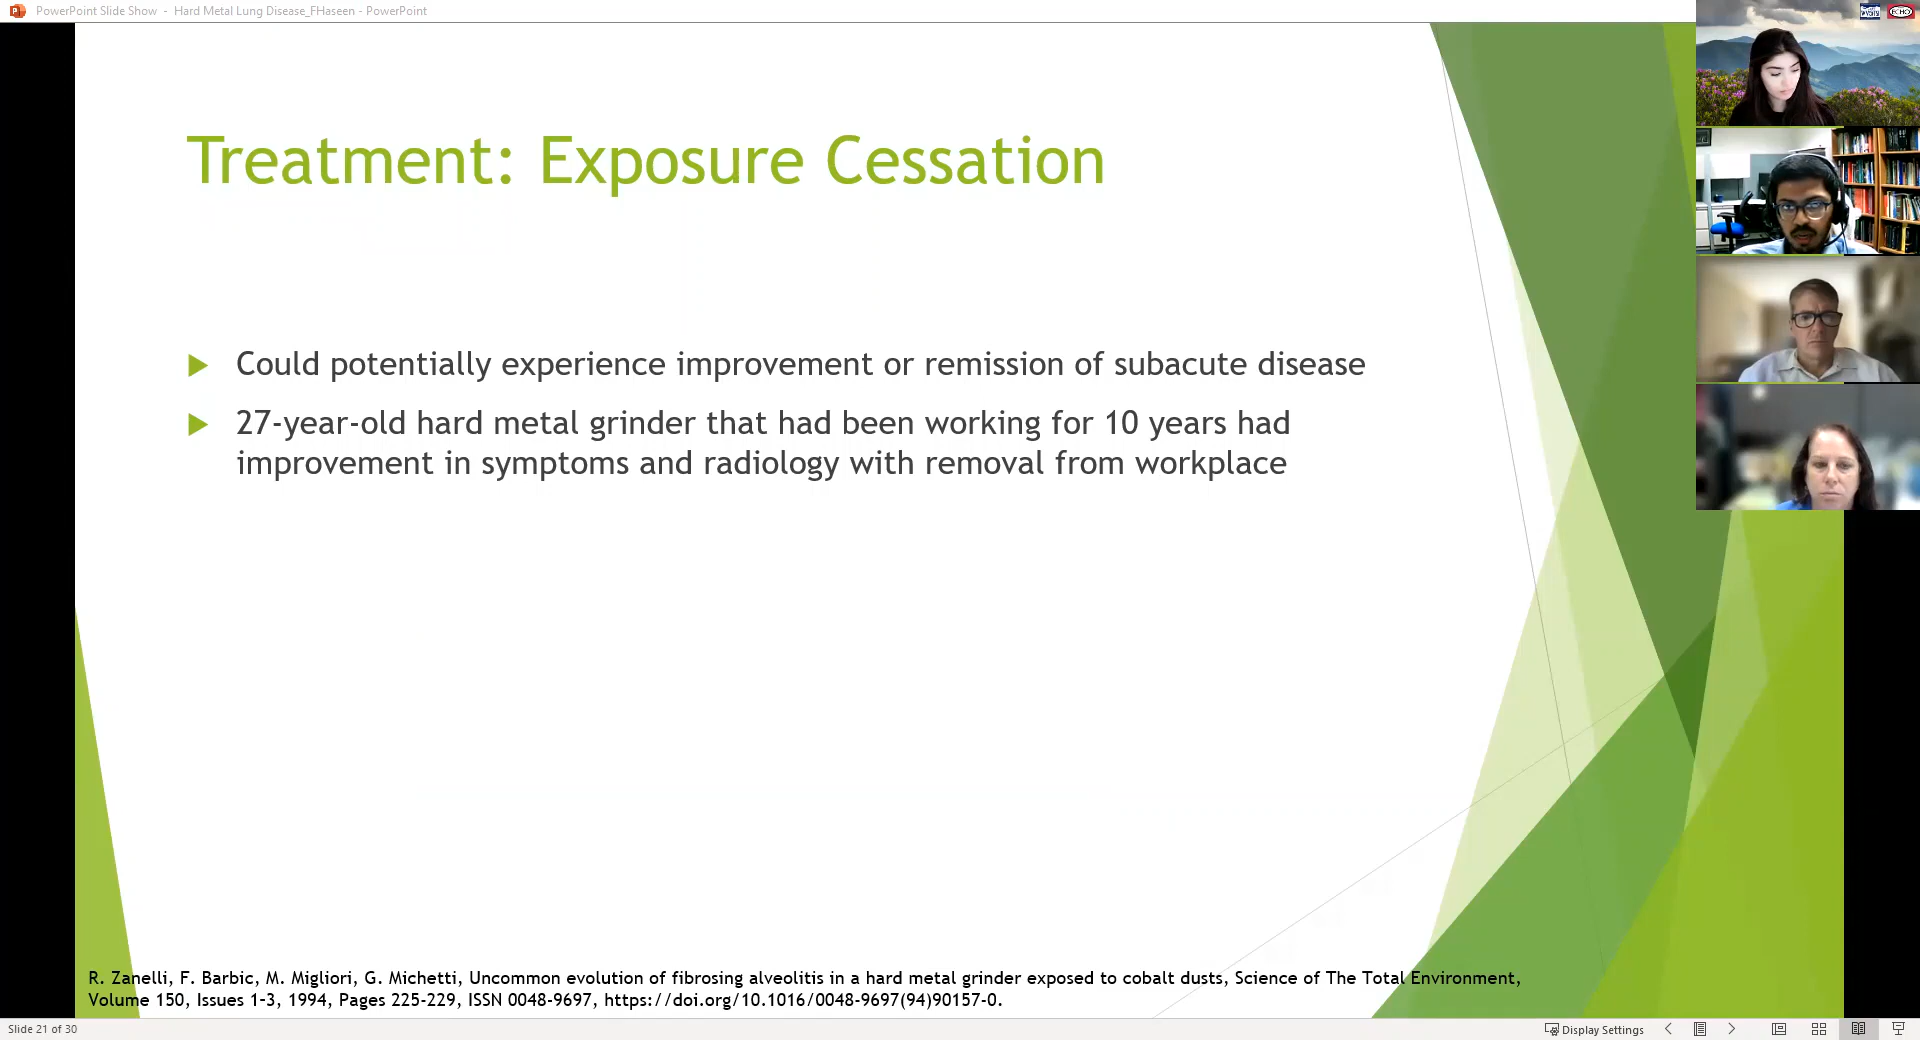 PowerPoint Slide Show - Hard Metal Lung Disease_FHaseen - PowerPoint
ECHO
Treatment: Exposure Cessation
Could potentially experience improvement or remission of subacute disease
27-year-old hard metal grinder that had been working for 10 years had
improvement in symptoms and radiology with removal from workplace
R. Zanelli, F. Barbic, M. Migliori, G. Michetti, Uncommon evolution of fibrosing alveolitis in a hard metal grinder exposed to cobalt dusts, Science of The Total Environment,
Volume 150, Issues 1–3, 1994, Pages 225-229, ISSN 0048-9697, https://doi.org/10.1016/0048-9697(94)90157-0.
Slide 21 of 30
Display Settings